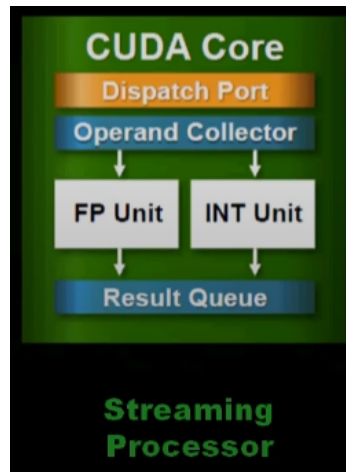 CUDA Core
Dispatch Port
Operand Collector
FP Unit INT Unit
Result Queue
Streaming
Processor